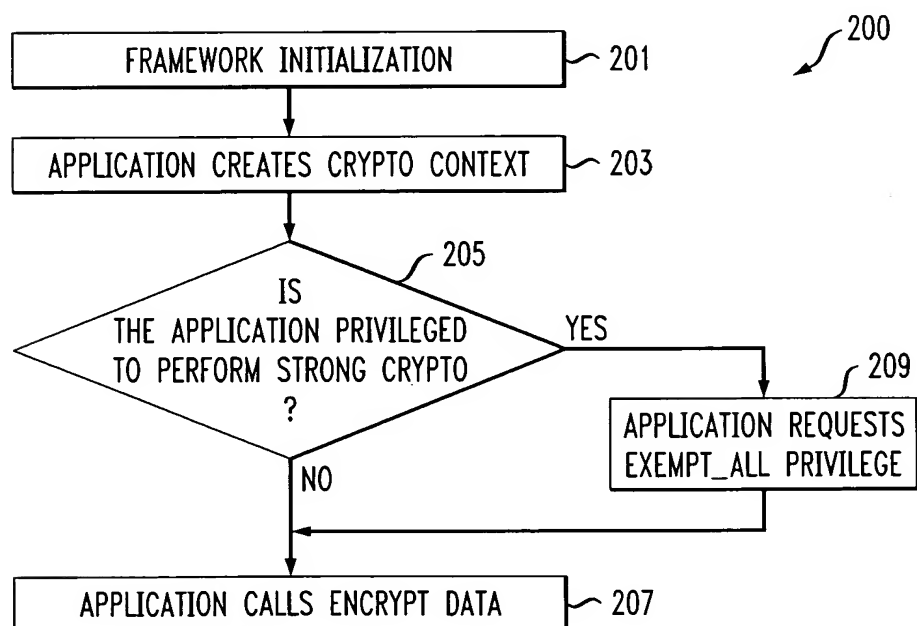 200
FRAMEWORK INITIALIZATION
201
APPLICATION CREATES CRYPTO CONTEXT
203
205
IS
THE APPLICATION PRIVILEGED
TO PERFORM STRONG CRYPTO
?
YES
209
APPLICATION REQUESTS
EXEMPT_ALL PRIVILEGE
NO
APPLICATION CALLS ENCRYPT DATA
207